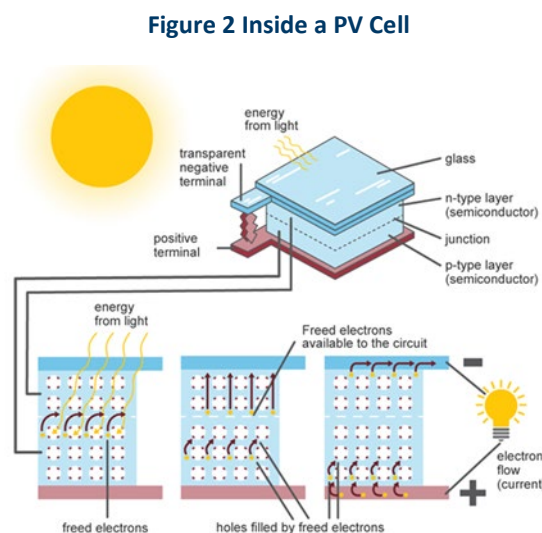 Figure 2 Inside a PV Cell
energy
from light
transparent
negative
terminal
glass
n-type layer
(semiconductor)
junction
positive
terminal
p-type layer
(semiconductor)
energy
from light
Freed electrons
available to the circuit
−
electron
flow
(current
+
freed electrons
holes filled by freed electrons